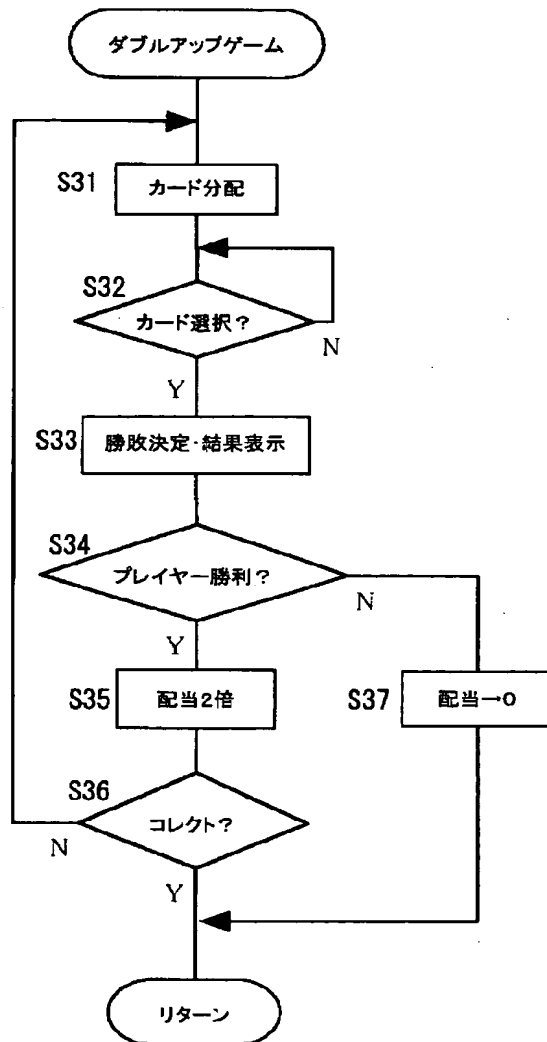 ダブルアップゲーム
S31
カード分配
S32
カード選択?
N
Y
S33
勝敗決定・結果表示
S34
プレイヤー勝利?
N
Y
S35
配当2倍
S37
配当→0
S36
コレクト?
N
Y
リターン